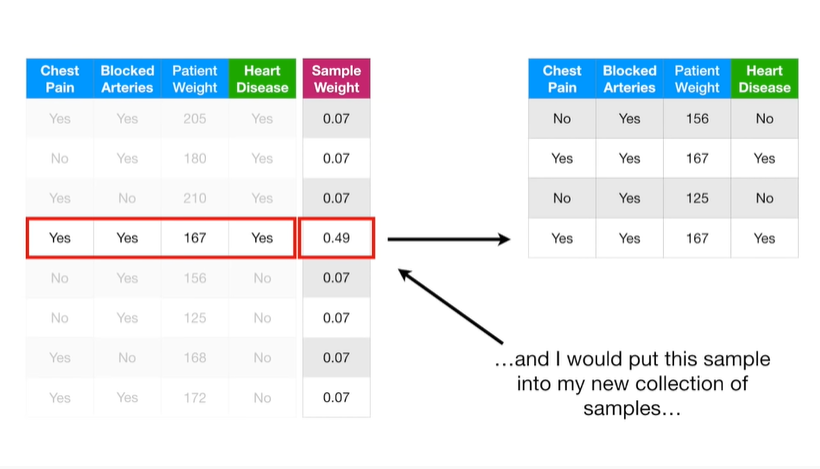 Chest Pain Blocked Arteries Patient Weight Heart Disease Sample Weight
Yes Yes 205 Yes 0.07
No Yes 180 Yes 0.07
Yes No 210 Yes 0.07
Yes Yes 167 Yes 0.49
No Yes 156 No 0.07
No Yes 125 No 0.07
Yes No 168 No 0.07
Yes Yes 172 No 0.07
Chest Pain Blocked Arteries Patient Weight Heart Disease
No Yes 156 No
Yes Yes 167 Yes
No Yes 125 No
Yes Yes 167 Yes
…and I would put this sample
into my new collection of
samples…